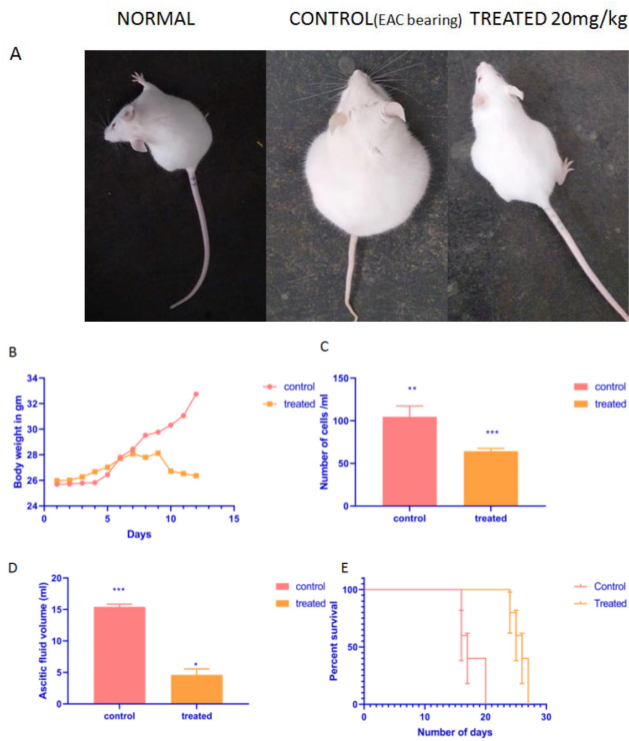 NORMAL CONTROL(EAC bearing) TREATED 20mg/kg
A
B
34
32
30
28
26
24
0 5 10 15
Body weight in gm
Days
control
treated
C
150
100
50
0
Number of cells /ml
**
***
control treated
control
treated
D
20
15
10
5
0
Ascitic fluid volume (ml)
***
*
control treated
control
treated
E
100
50
0
Percent survival
0 10 20 30
Number of days
Control
Treated